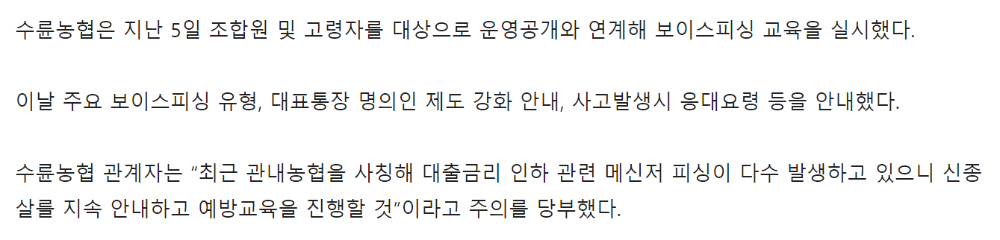 수륜농협은 지난 5일 조합원 및 고령자를 대상으로 운영공개와 연계해 보이스피싱 교육을 실시했다.
이날 주요 보이스피싱 유형, 대표통장 명의인 제도 강화 안내, 사고발생시 응대요령 등을 안내했다.
수륜농협 관계자는 “최근 관내농협을 사칭해 대출금리 인하 관련 메신저 피싱이 다수 발생하고 있으니 신종
살를 지속 안내하고 예방교육을 진행할 것”이라고 주의를 당부했다.